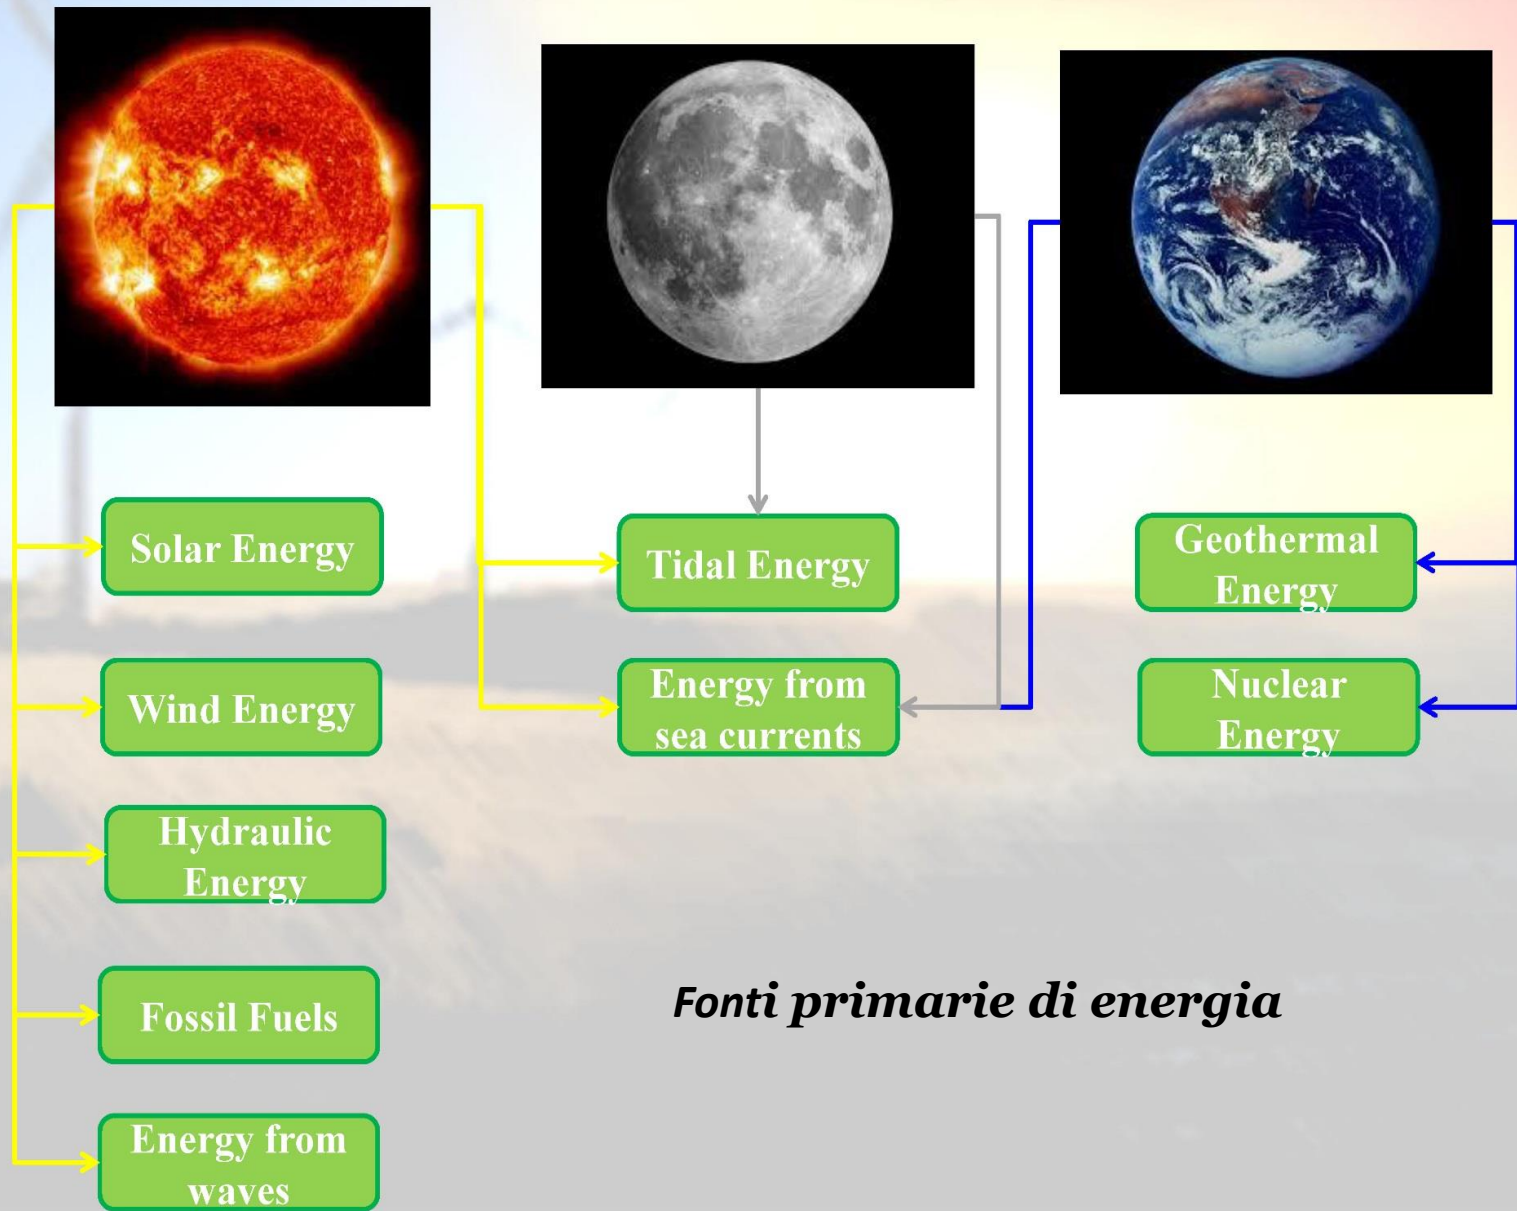 Solar Energy
Wind Energy
Hydraulic
Energy
Fossil Fuels
Energy from
waves
Tidal Energy
Energy from
sea currents
Geothermal
Energy
Nuclear
Energy
Fonti primarie di energia